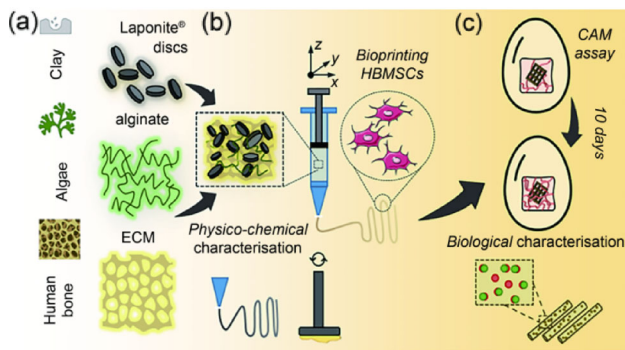 (a)
Clay
Algae
Human
bone
Laponite®
discs
alginate
ECM
(b)
z
y
x
Bioprinting
HBMSCs
Physico-chemical
characterisation
(c)
CAM
assay
10 days
Biological characterisation